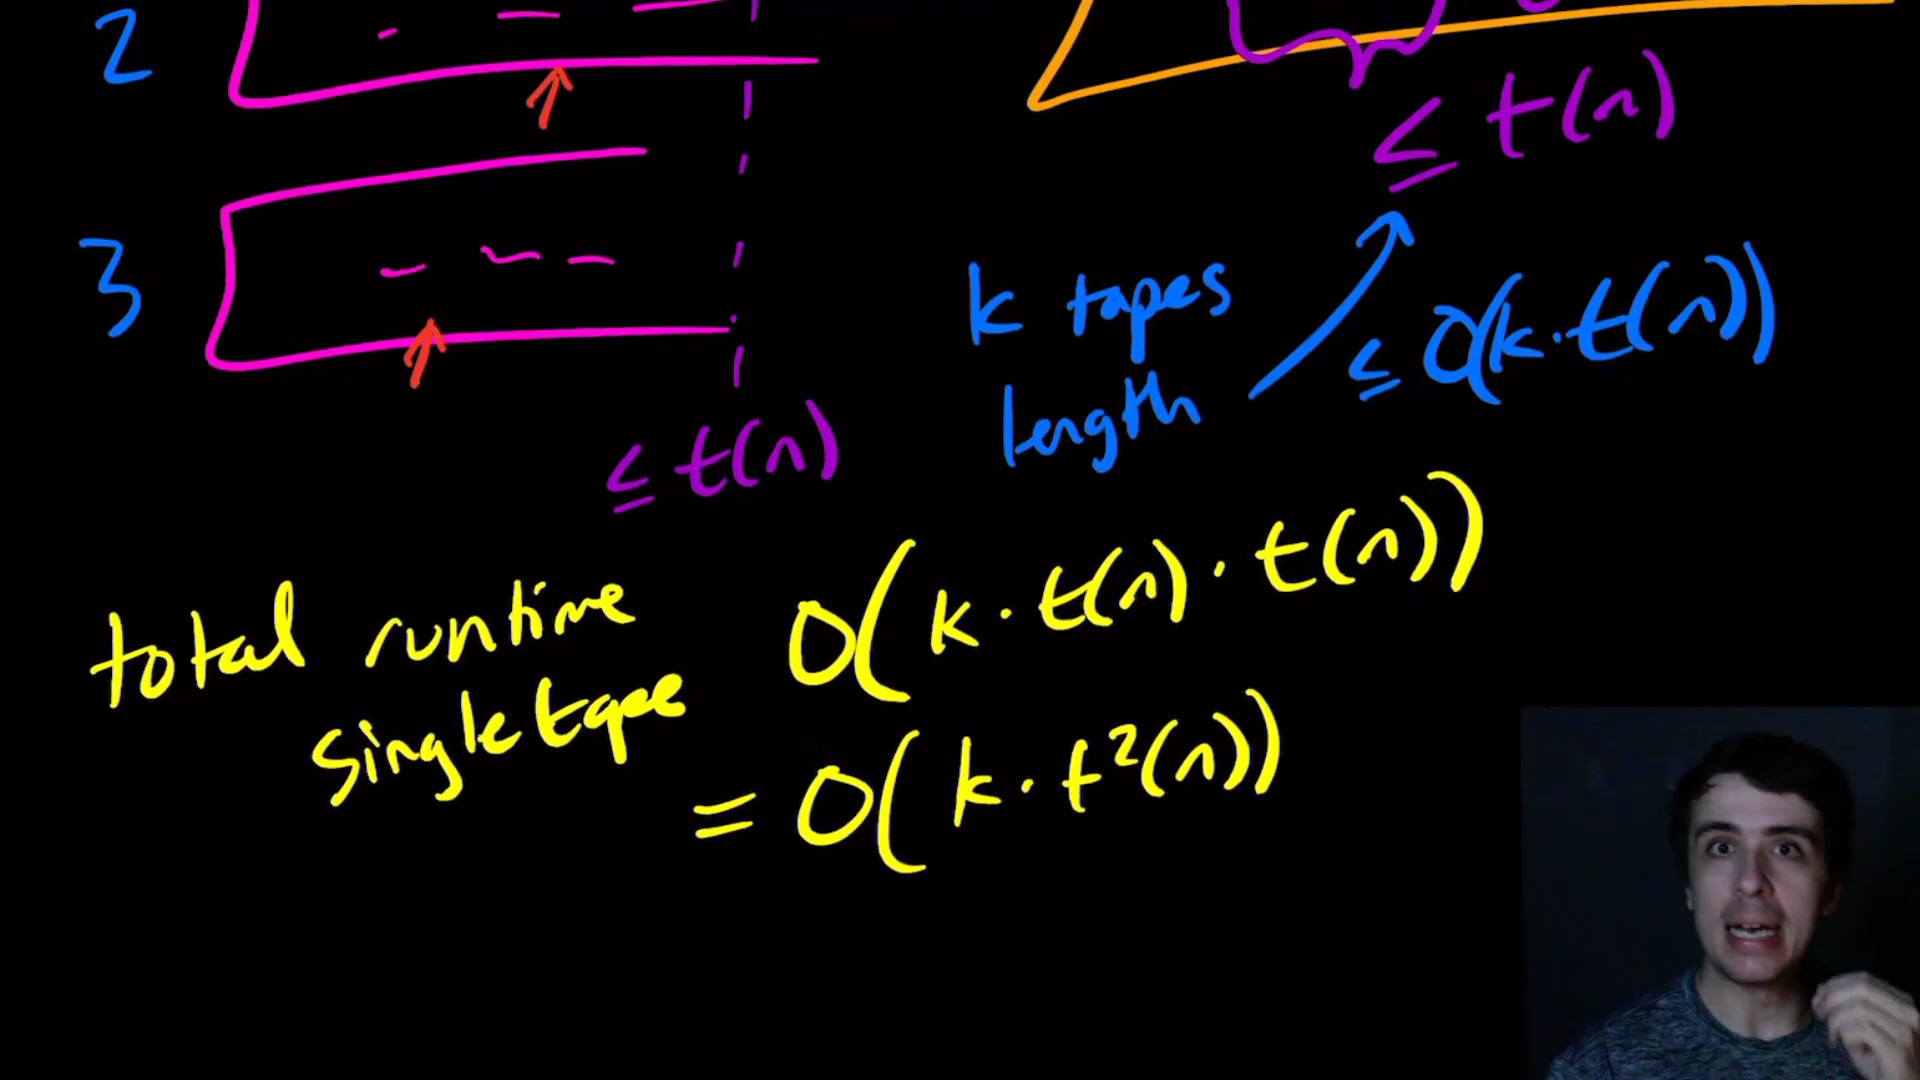 2
≤ t(n)
3
k tapes
length
≤ O(k·t(n))
≤ t(n)
total runtime
single tape
O(k·t(n)·t(n))
= O(k·t²(n))